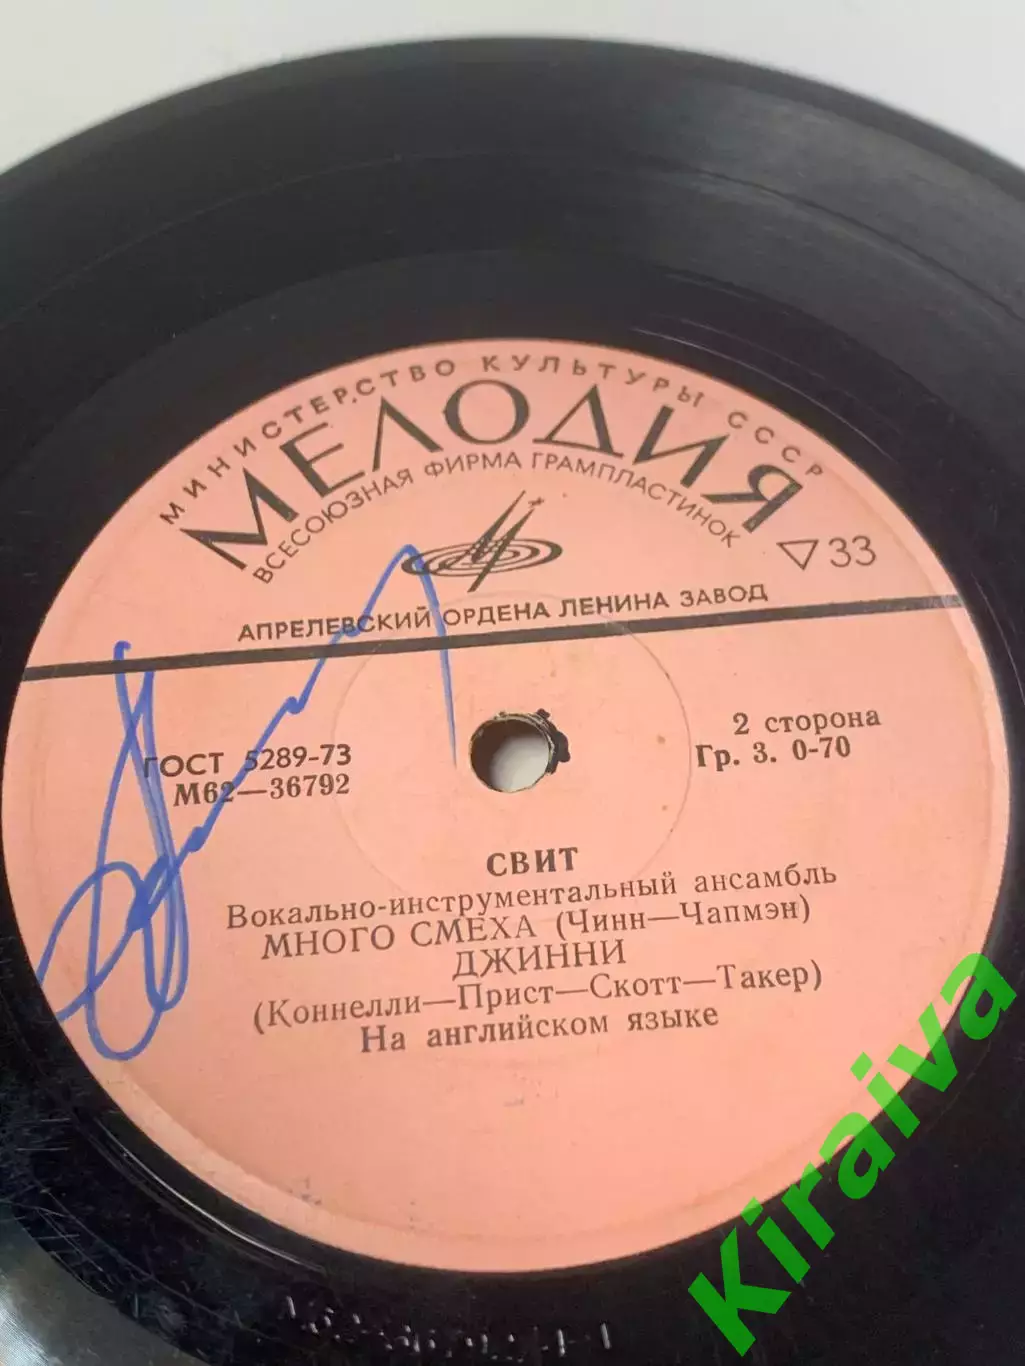 МИНИСТЕРСТВО КУЛЬТУРЫ СССР
МЕЛОДИЯ
ВСЕСОЮЗНАЯ ФИРМА ГРАМПЛАСТИНОК
33
АПРЕЛЕВСКИЙ ОРДЕНА ЛЕНИНА ЗАВОД
ГОСТ 5289-73
М62—36792
2 сторона
Гр. 3. 0-70
СВИТ
Вокально-инструментальный ансамбль
МНОГО СМЕХА (Чинн—Чапмэн)
ДЖИННИ
(Коннелли—Прист—Скотт—Такер)
На английском языке
Kiraiva